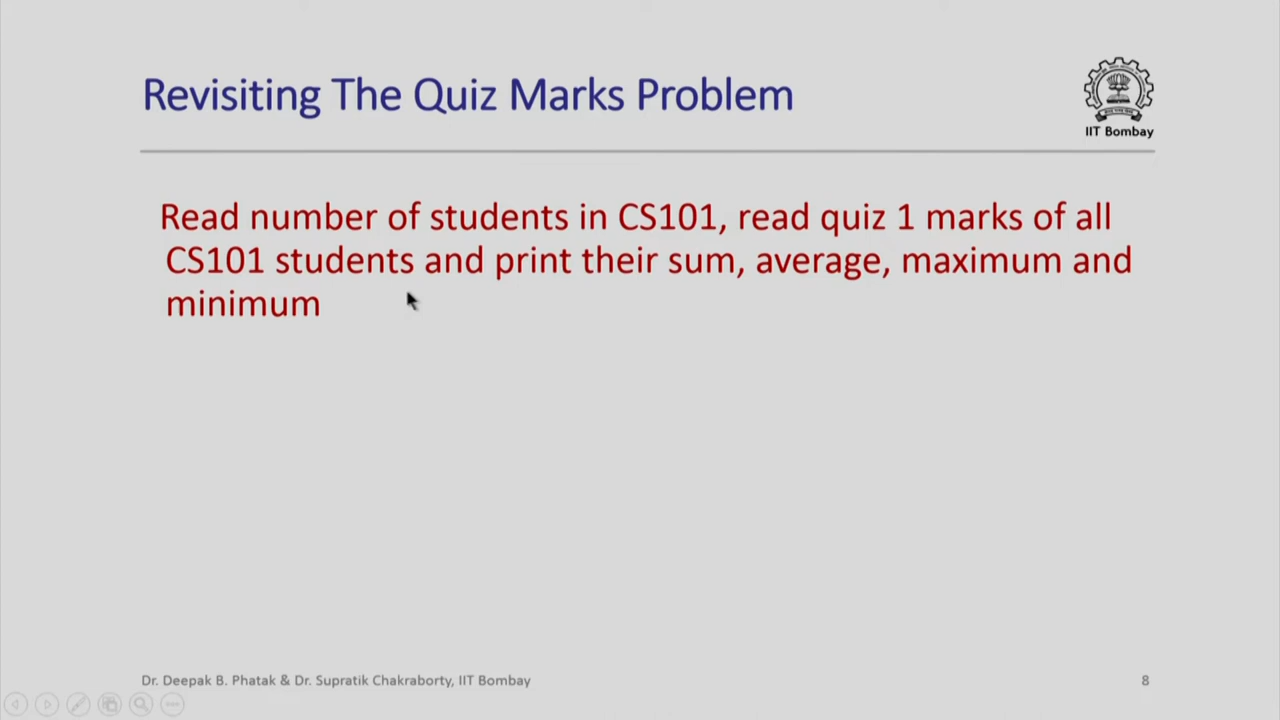 Revisiting The Quiz Marks Problem
IIT Bombay
Read number of students in CS101, read quiz 1 marks of all
CS101 students and print their sum, average, maximum and
minimum
Dr. Deepak B. Phatak & Dr. Supratik Chakraborty, IIT Bombay
8